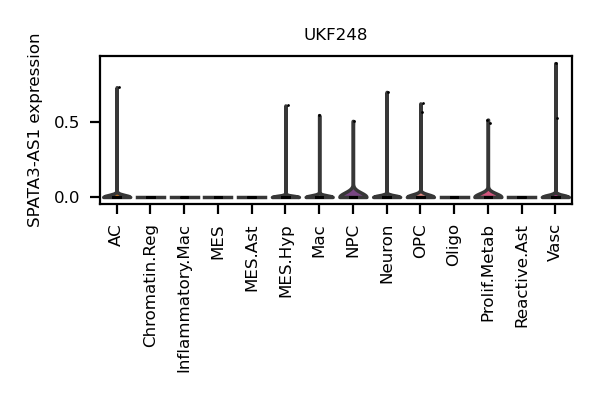 UKF248
SPATA3-AS1 expression
0.5
0.0
AC
Chromatin.Reg
Inflammatory.Mac
MES
MES.Ast
MES.Hyp
Mac
NPC
Neuron
OPC
Oligo
Prolif.Metab
Reactive.Ast
Vasc